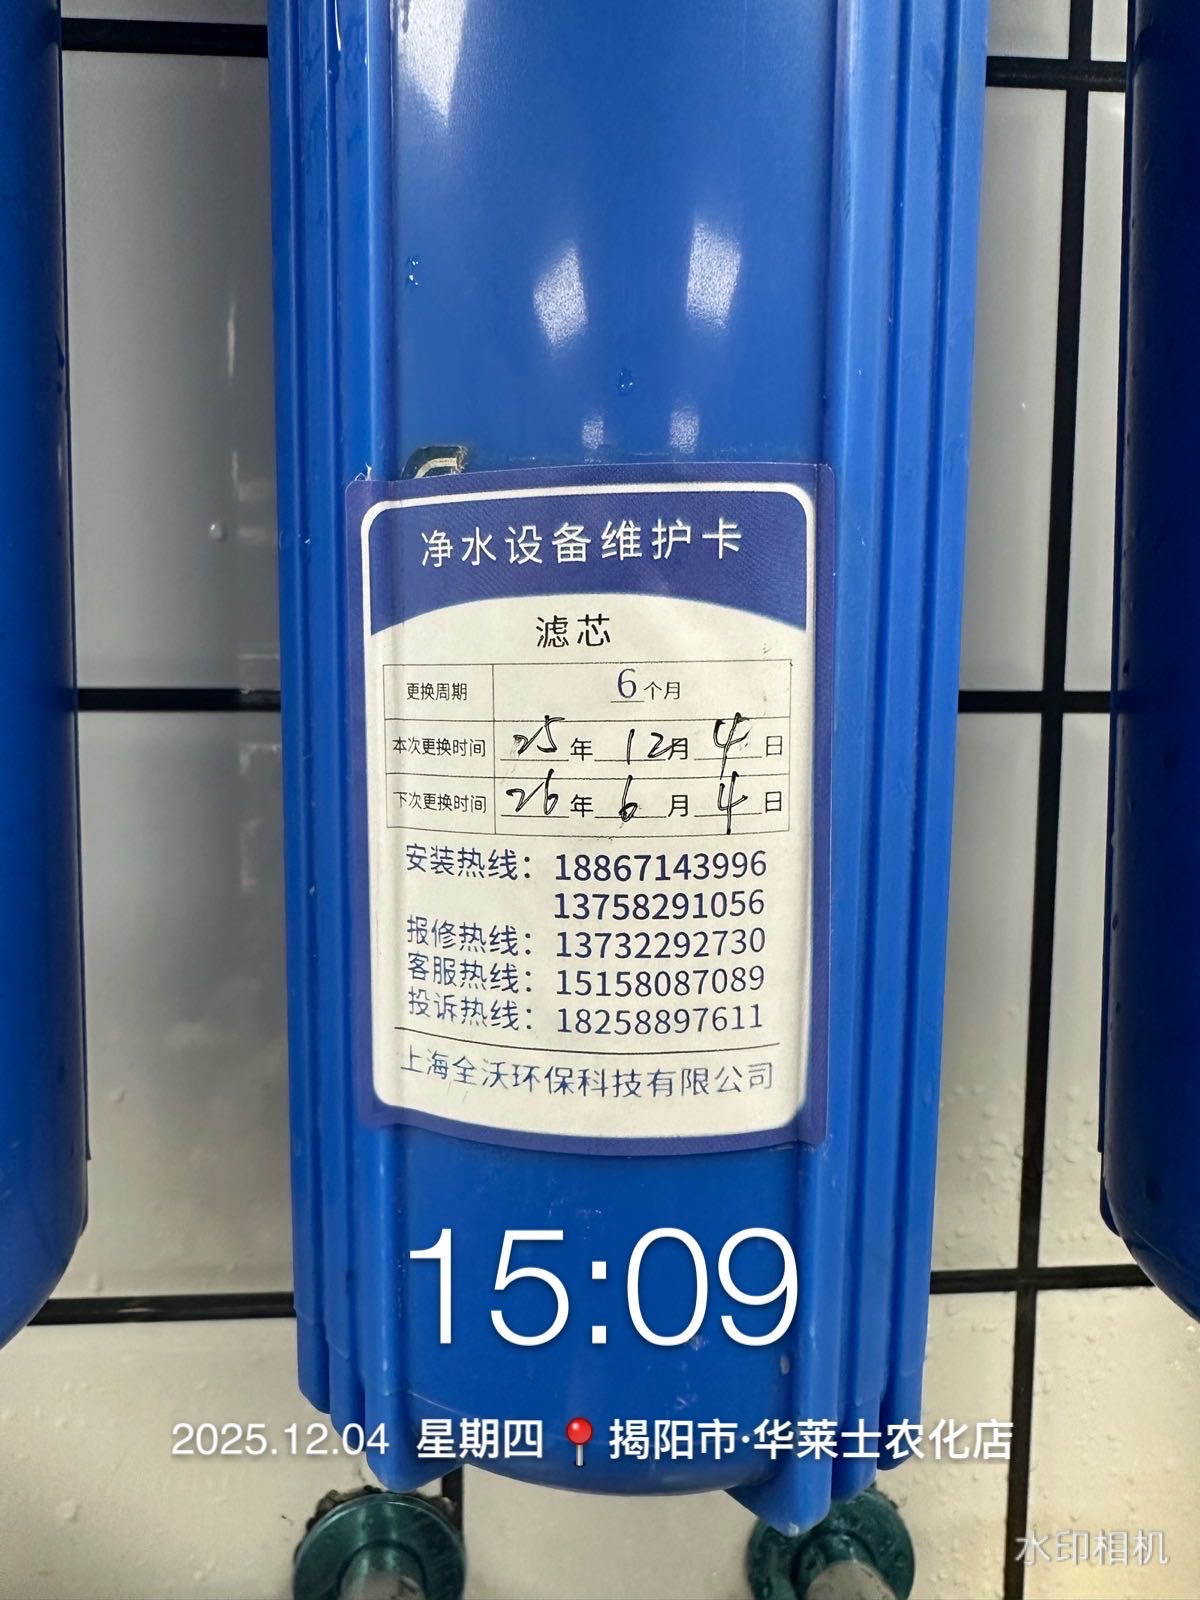 净水设备维护卡
滤芯
更换周期 6个月
本次更换时间 25年12月4日
下次更换时间 26年6月4日
安装热线：18867143996
13758291056
报修热线：13732292730
客服热线：15158087089
投诉热线：18258897611
上海全沃环保科技有限公司
15:09
2025.12.04 星期四 📍揭阳市·华莱士农化店
水印相机